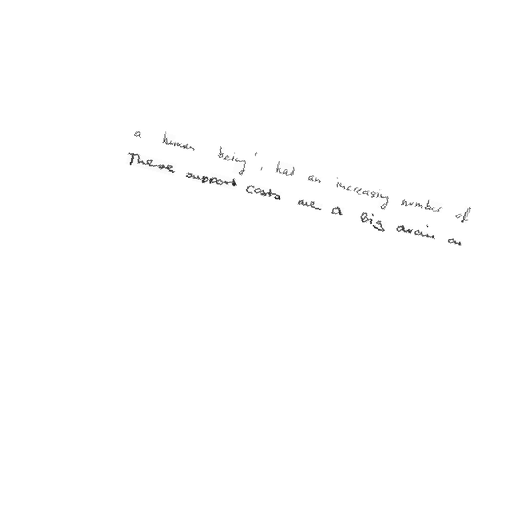 a human being', had an increasing number of
These support costs are a big drain on